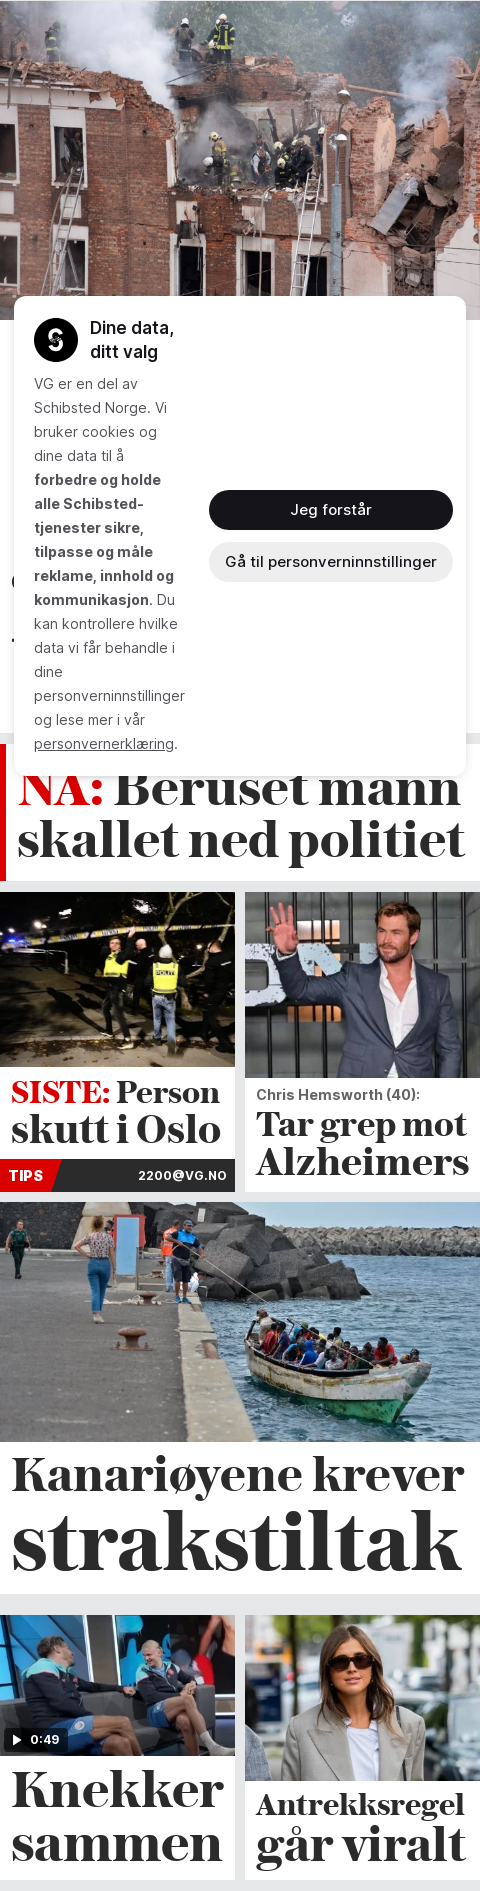 Dine data,
ditt valg
VG er en del av
Schibsted Norge. Vi
bruker cookies og
dine data til å
forbedre og holde
alle Schibsted-
tjenester sikre,
tilpasse og måle
reklame, innhold og
kommunikasjon. Du
kan kontrollere hvilke
data vi får behandle i
dine
personverninnstillinger
og lese mer i vår
personvernerklæring.
Jeg forstår
Gå til personverninnstillinger
NÅ: Beruset mann
skallet ned politiet
POLITI
SISTE: Person
skutt i Oslo
TIPS 2200@VG.NO
Chris Hemsworth (40):
Tar grep mot
Alzheimers
Kanariøyene krever
strakstiltak
0:49
Knekker
sammen
Antrekksregel
går viralt